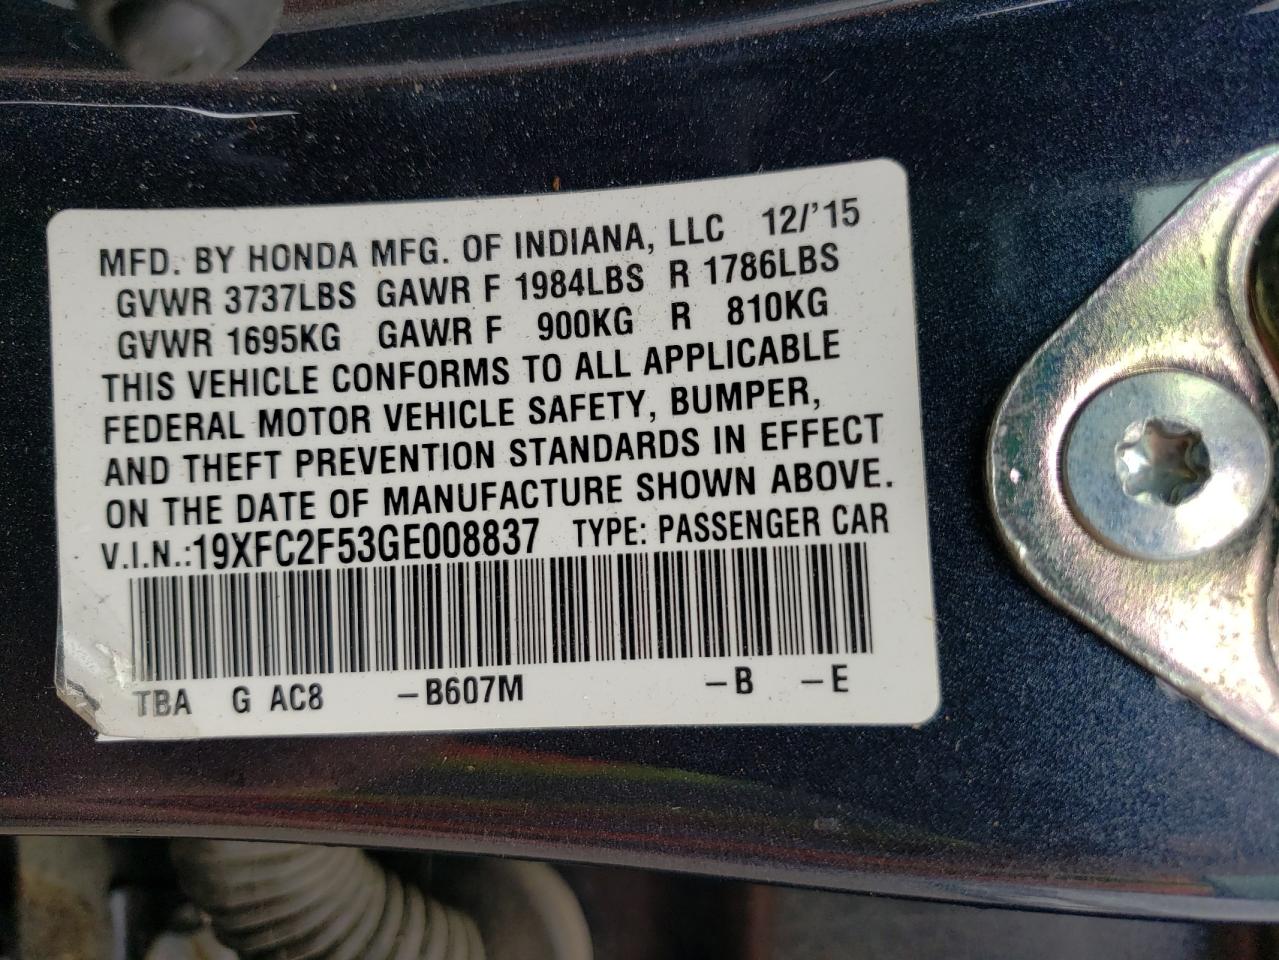 MFD. BY HONDA MFG. OF INDIANA, LLC 12/'15
GVWR 3737LBS GAWR F 1984LBS R 1786LBS
GVWR 1695KG GAWR F 900KG R 810KG
THIS VEHICLE CONFORMS TO ALL APPLICABLE
FEDERAL MOTOR VEHICLE SAFETY, BUMPER,
AND THEFT PREVENTION STANDARDS IN EFFECT
ON THE DATE OF MANUFACTURE SHOWN ABOVE.
V.I.N.:19XFC2F53GE008837 TYPE: PASSENGER CAR
TBA G AC8 -B607M -B -E